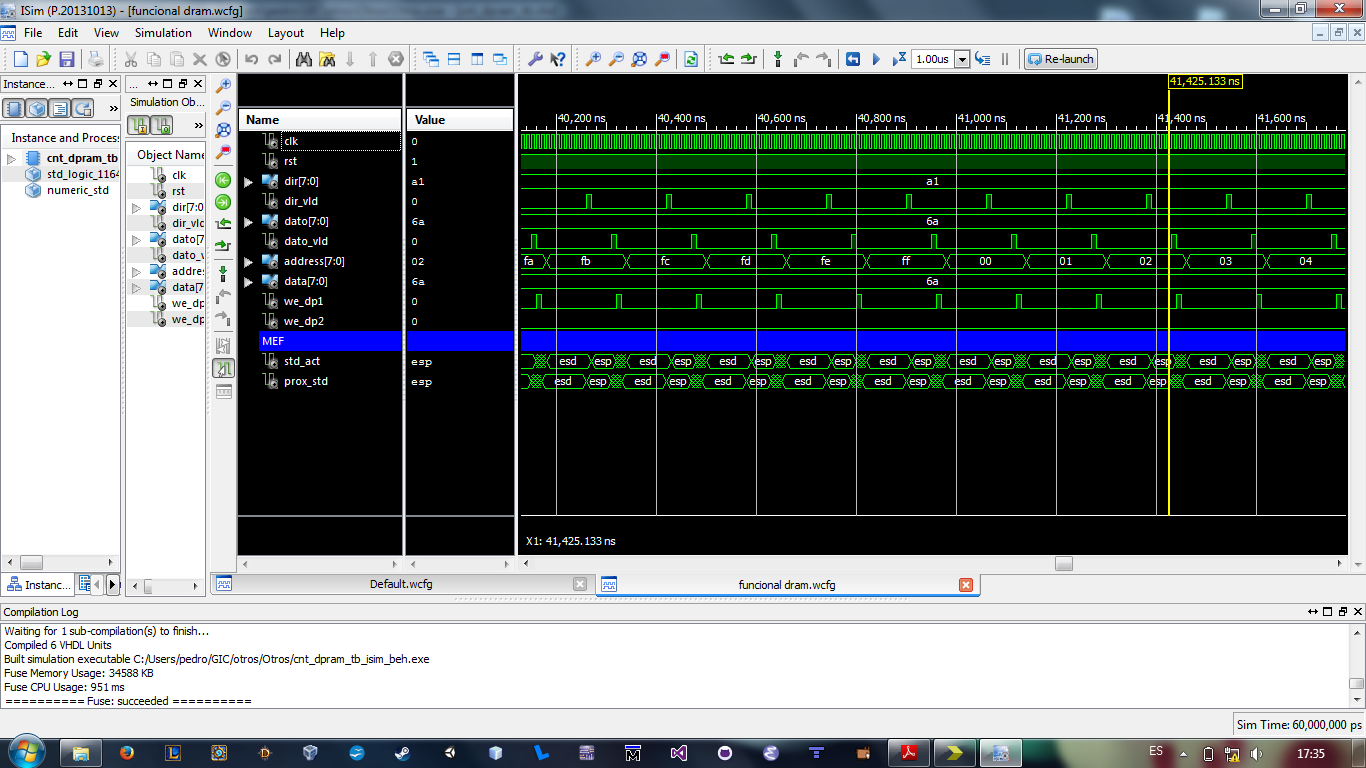 ISim (P.20131013) - [funcional dram.wcfg]
File Edit View Simulation Window Layout Help
1.00us
Re-launch
Instance...
Instance and Proces
cnt_dpram_tb
std_logic_1164
numeric_std
Instanc...
...
Simulation Ob...
Object Name
clk
rst
dir[7:0
dir_vld
dato[7
dato_v
addres
data[7
we_dp
we_dp
Name Value
clk 0
rst 1
dir[7:0] a1
dir_vld 0
dato[7:0] 6a
dato_vld 0
address[7:0] 02
data[7:0] 6a
we_dp1 0
we_dp2 0
MEF
std_act esp
prox_std esp
41,425.133 ns
40,200 ns 40,400 ns 40,600 ns 40,800 ns 41,000 ns 41,200 ns 41,400 ns 41,600 ns
a1
6a
fa fb fc fd fe ff 00 01 02 03 04
6a
esd esp esd esp esd esp esd esp esd esp esd esp esd esp esd esp esd esp esd esp
esd esp esd esp esd esp esd esp esd esp esd esp esd esp esd esp esd esp esd esp
X1: 41,425.133 ns
Default.wcfg
funcional dram.wcfg
Compilation Log
Waiting for 1 sub-compilation(s) to finish...
Compiled 6 VHDL Units
Built simulation executable C:/Users/pedro/GIC/otros/Otros/cnt_dpram_tb_isim_beh.exe
Fuse Memory Usage: 34588 KB
Fuse CPU Usage: 951 ms
========== Fuse: succeeded ==========
Sim Time: 60,000,000 ps
ES
17:35